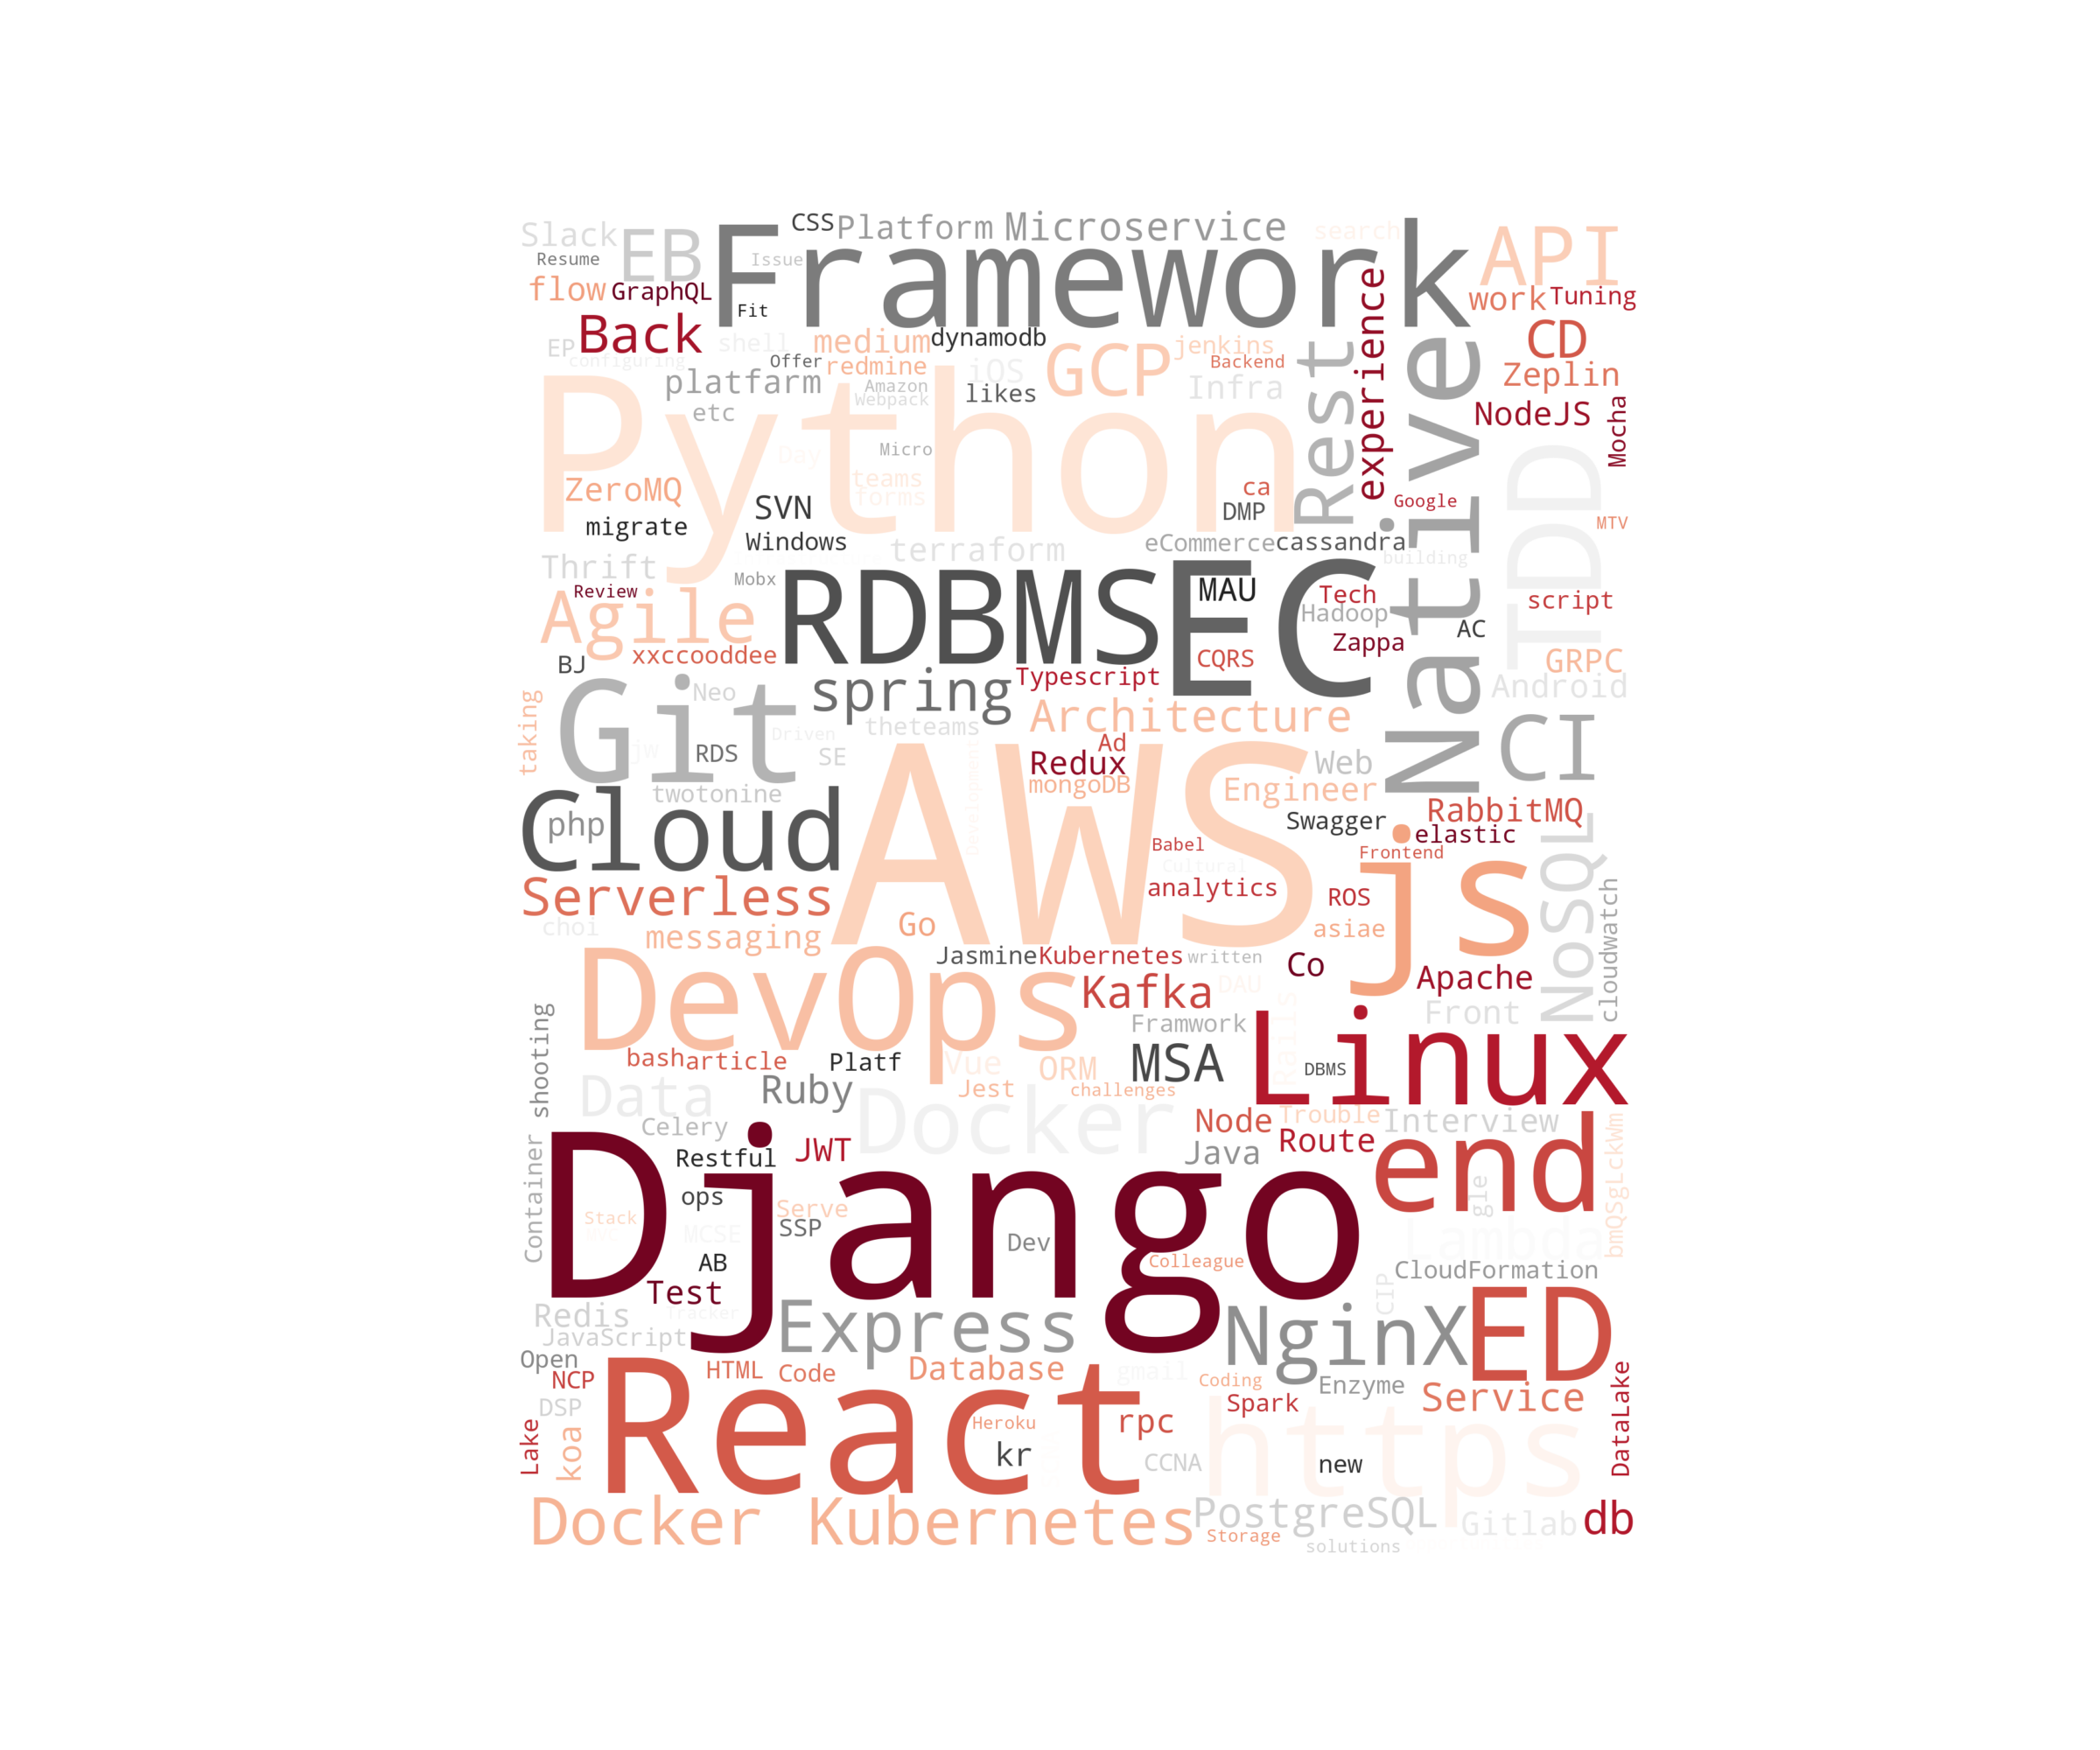 CSS
Platform
Microservice
search
Slack
EB
Framework
API
Resume
Issue
flow
GraphQL
Fit
experience
work
Tuning
Back
shell
medium
dynamodb
jenkins
Rest
Native
CD
EP
configuring
Offer
redmine
iOS
GCP
Backend
Zeplin
platfarm
Amazon
Webpack
likes
Infra
etc
Python
NodeJS
Mocha
Day
Micro
teams
forms
ZeroMQ
SVN
ca
DMP
Google
TDD
MTV
migrate
Windows
terraform
eCommerce
cassandra
building
Thrift
Mobx
RDBMS
EC
MAU
Tech
Hadoop
script
Review
Agile
AC
Zappa
BJ
xxccooddee
CQRS
GRPC
Typescript
Android
taking
Git
Neo
spring
Architecture
CI
theteams
Driven
jw
RDS
SE
Ad
Redux
Web
Development
mongoDB
Engineer
twotonine
Cloud
php
AWS
Swagger
RabbitMQ
js
elastic
NoSQL
Babel
Frontend
Cultural
Serverless
analytics
ROS
cloudwatch
choi
messaging
Go
asiae
DevOps
Jasmine
Kubernetes
written
Co
Apache
Kafka
DAU
Rails
Front
shooting
Framwork
Linux
bash
article
Platf
Vue
ORM
MSA
DBMS
Data
Ruby
Jest
challenges
Docker
Celery
Node
Trouble
Interview
end
bmQSgLckWm
Container
Restful
JWT
Java
Route
Django
ops
Serve
gle
Stack
MCSE
SSP
Dev
Lambda
AB
Colleague
CloudFormation
Test
CIP
Redis
Tracker
Express
NginX
ED
JavaScript
Open
NCP
HTML
Code
Database
gmail
Coding
Enzyme
DataLake
DSP
React
Heroku
rpc
Spark
Service
Lake
koa
kr
CCNA
https
new
Docker Kubernetes
PostgreSQL
Gitlab
db
Storage
solutions